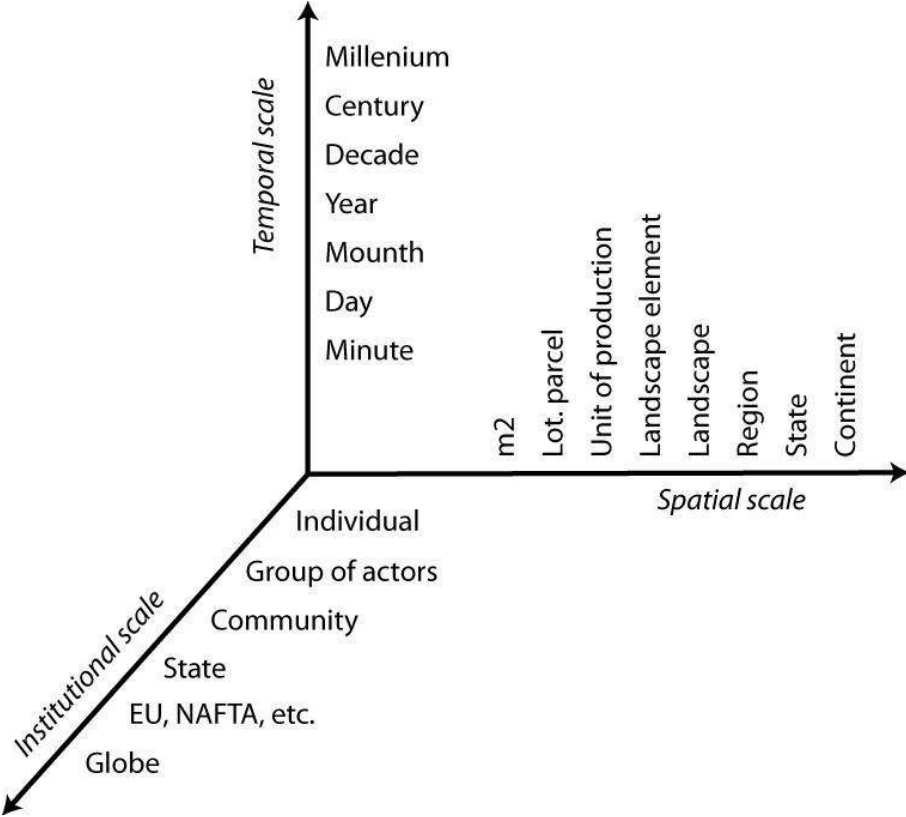 Temporal scale
Millenium
Century
Decade
Year
Mounth
Day
Minute
m2
Lot. parcel
Unit of production
Landscape element
Landscape
Region
State
Continent
Spatial scale
Institutional scale
Individual
Group of actors
Community
State
EU, NAFTA, etc.
Globe